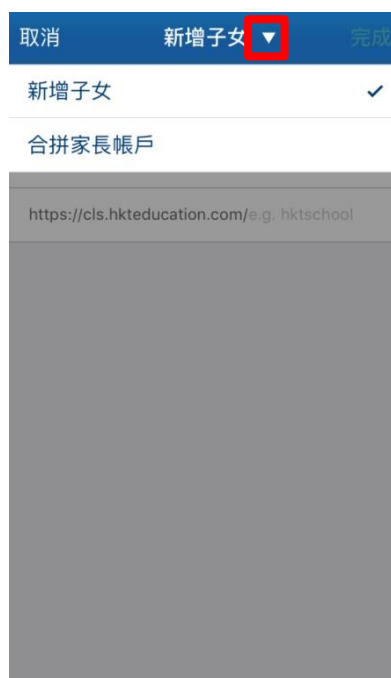 取消 新增子女 ▼ 完成
新增子女 ✓
合拼家長帳戶
https://cls.hkteducation.com/e.g. hktschool